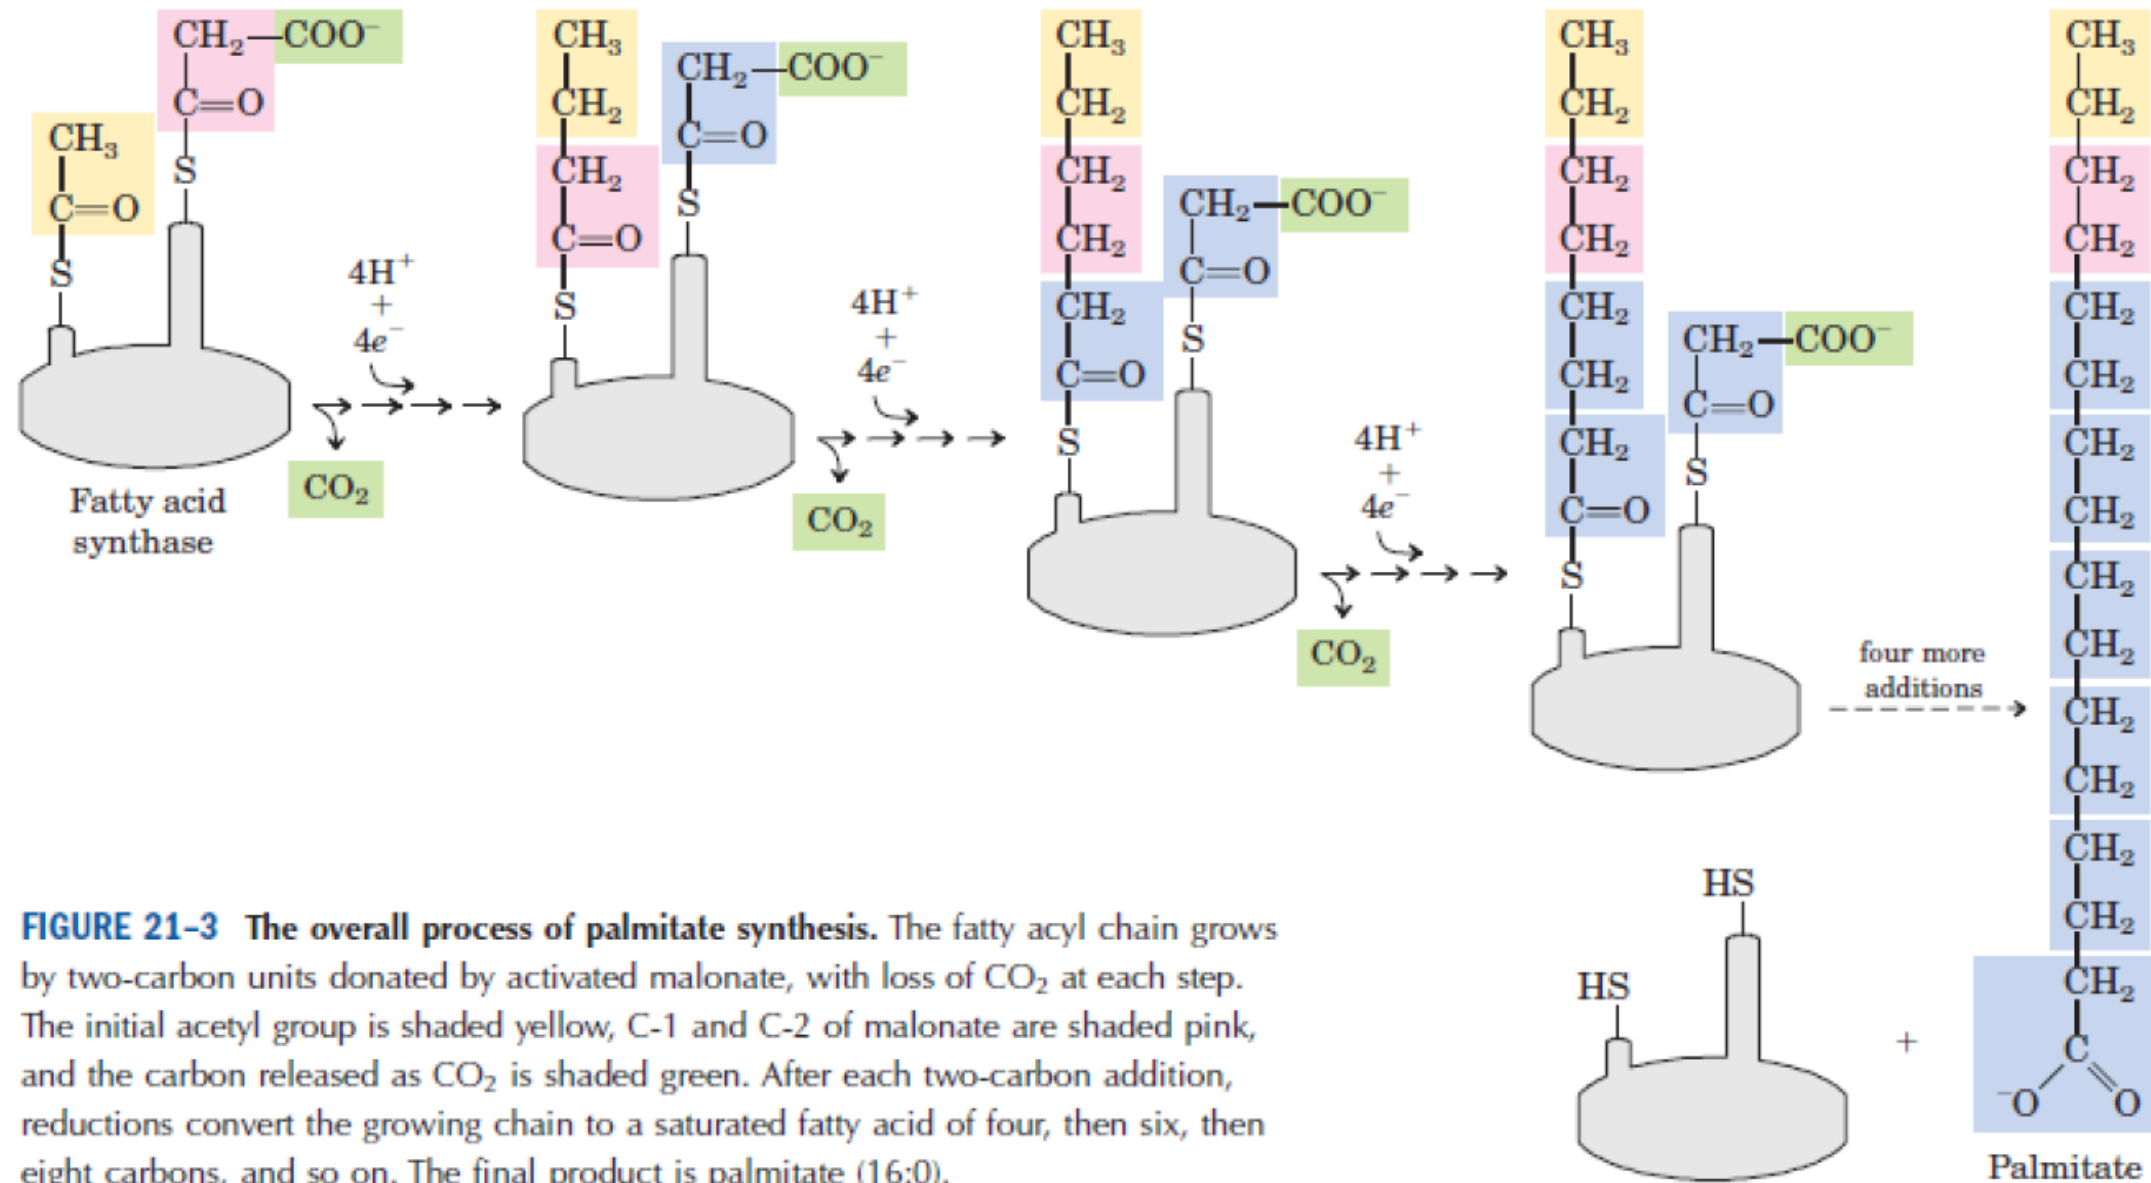 CH₂—COO⁻
C=O
S
CH₃
C=O
S
Fatty acid
synthase
4H⁺
+
4e⁻
CO₂
CH₃
CH₂
CH₂
C=O
S
CH₂—COO⁻
C=O
S
4H⁺
+
4e⁻
CO₂
CH₃
CH₂
CH₂
CH₂
CH₂
C=O
S
CH₂—COO⁻
C=O
S
4H⁺
+
4e⁻
CO₂
CH₃
CH₂
CH₂
CH₂
CH₂
CH₂
CH₂
C=O
S
CH₂—COO⁻
C=O
S
four more
additions
CH₃
CH₂
CH₂
CH₂
CH₂
CH₂
CH₂
CH₂
CH₂
CH₂
CH₂
CH₂
CH₂
CH₂
CH₂
C
⁻O O
Palmitate
HS
HS
+
FIGURE 21–3 The overall process of palmitate synthesis. The fatty acyl chain grows
by two-carbon units donated by activated malonate, with loss of CO₂ at each step.
The initial acetyl group is shaded yellow, C-1 and C-2 of malonate are shaded pink,
and the carbon released as CO₂ is shaded green. After each two-carbon addition,
reductions convert the growing chain to a saturated fatty acid of four, then six, then
eight carbons, and so on. The final product is palmitate (16:0).